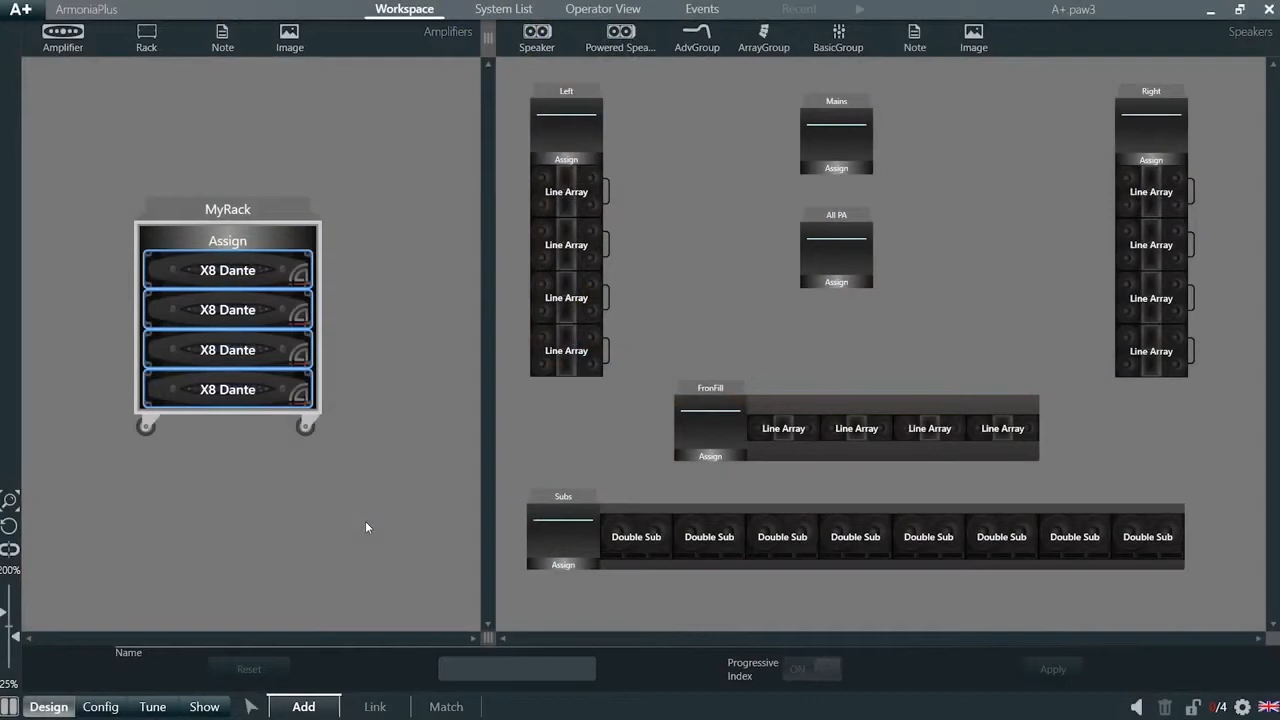 A+ ArmoniaPlus Workspace System List Operator View Events Recent A+ paw3
Amplifier Rack Note Image Amplifiers
Speaker Powered Spea... AdvGroup ArrayGroup BasicGroup Note Image Speakers
MyRack
Assign
X8 Dante
X8 Dante
X8 Dante
X8 Dante
Left
Assign
Line Array
Line Array
Line Array
Line Array
Mains
Assign
All PA
Assign
Right
Assign
Line Array
Line Array
Line Array
Line Array
FronFill
Line Array Line Array Line Array Line Array
Assign
Subs
Double Sub Double Sub Double Sub Double Sub Double Sub Double Sub Double Sub Double Sub
Assign
200%
25%
Name
Reset
Progressive
Index
ON
Apply
Design Config Tune Show Add Link Match 0/4